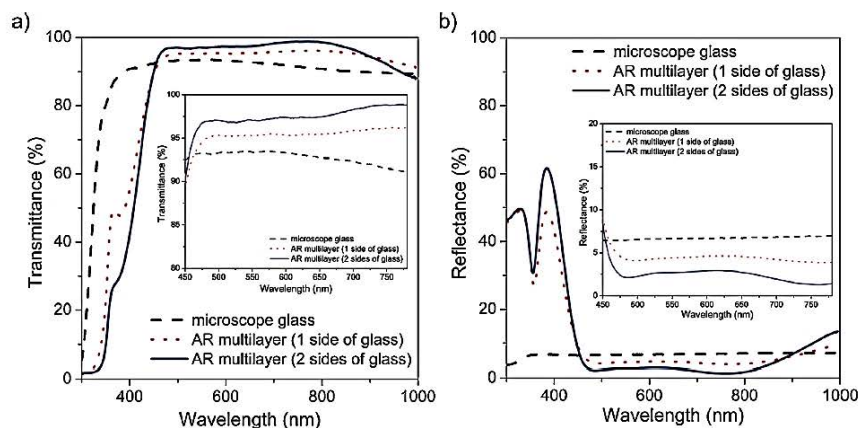 a)
100
80
60
40
20
0
Transmittance (%)
400
600
800
1000
Wavelength (nm)
microscope glass
AR multilayer (1 side of glass)
AR multilayer (2 sides of glass)
100
95
90
85
80
Transmittance (%)
450
500
550
600
650
700
750
Wavelength (nm)
microscope glass
AR multilayer (1 side of glass)
AR multilayer (2 sides of glass)
b)
100
80
60
40
20
0
Reflectance (%)
400
600
800
1000
Wavelength (nm)
microscope glass
AR multilayer (1 side of glass)
AR multilayer (2 sides of glass)
20
15
10
5
0
Reflectance (%)
450
500
550
600
650
700
750
Wavelength (nm)
microscope glass
AR multilayer (1 side of glass)
AR multilayer (2 sides of glass)